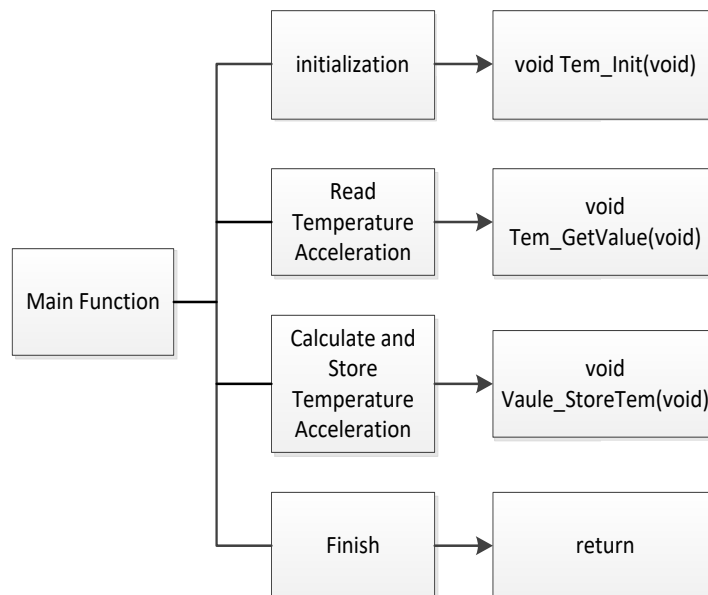 initialization
void Tem_Init(void)
Read
Temperature
Acceleration
void
Tem_GetValue(void)
Main Function
Calculate and
Store
Temperature
Acceleration
void
Vaule_StoreTem(void)
Finish
return